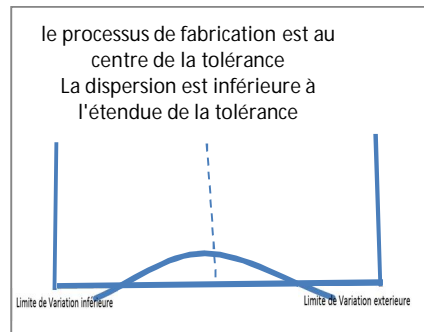 le processus de fabrication est au
centre de la tolérance
La dispersion est inférieure à
l'étendue de la tolérance
Limite de Variation inférieure
Limite de Variation exterieure